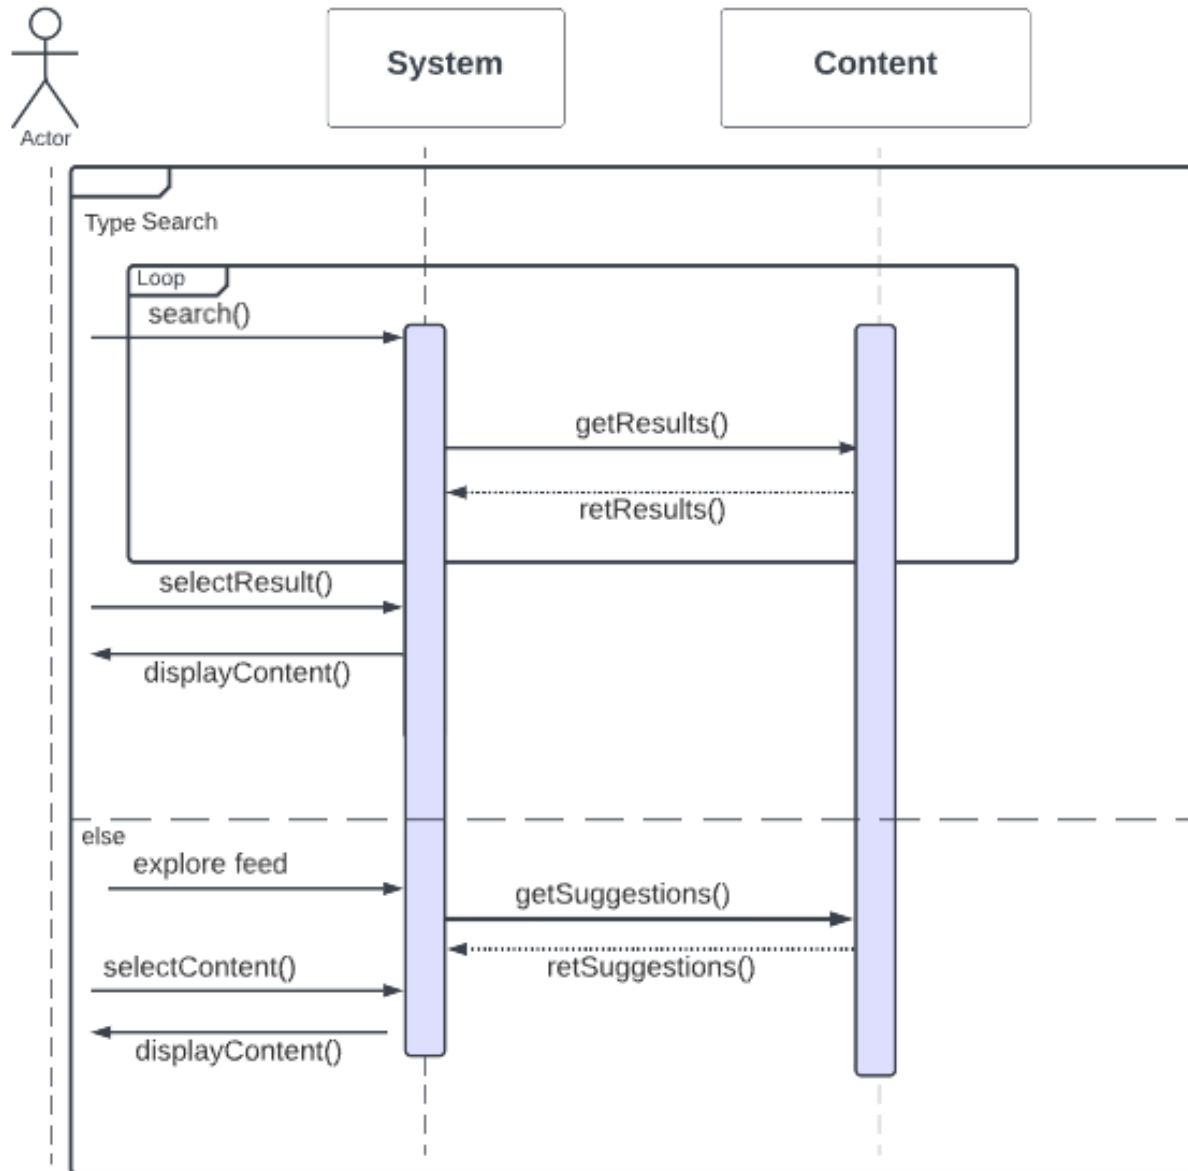 System
Content
Actor
Type Search
Loop
search()
getResults()
retResults()
selectResult()
displayContent()
else
explore feed
getSuggestions()
retSuggestions()
selectContent()
displayContent()